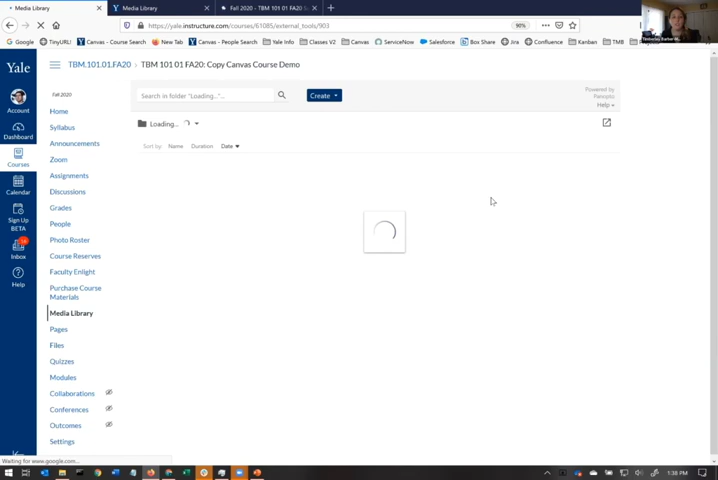 Media Library
Media Library
Fall 2020 - TBM 101 01 FA20
https://yale.instructure.com/courses/61085/external_tools/903
90%
Google
TinyURL!
Canvas - Course Search
New Tab
Canvas - People Search
Yale Info
Classes V2
Canvas
ServiceNow
Salesforce
Box Share
Jira
Confluence
Kanban
TMB
Yale
TBM.101.01.FA20 > TBM 101 01 FA20: Copy Canvas Course Demo
Account
Dashboard
Courses
Calendar
Sign Up
BETA
Inbox
Help
Fall 2020
Home
Syllabus
Announcements
Zoom
Assignments
Discussions
Grades
People
Photo Roster
Course Reserves
Faculty Enlight
Purchase Course
Materials
Media Library
Pages
Files
Quizzes
Modules
Collaborations
Conferences
Outcomes
Settings
Search in folder "Loading..."
Create
Powered by
Panopto
Help
Loading...
Sort by: Name Duration Date
Waiting for www.google.com...
1:38 PM